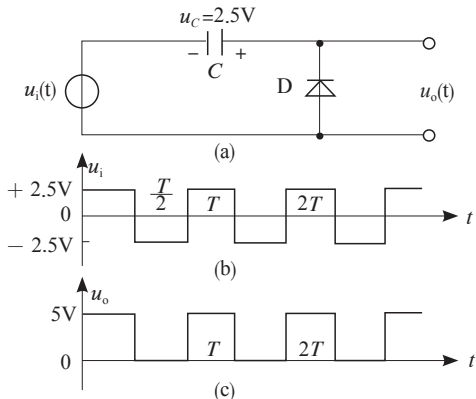 u_C=2.5V
− +
C
u_i(t)
D
u_o(t)
(a)
u_i
+ 2.5V
T/2
T
2T
0
t
− 2.5V
(b)
u_o
5V
T
2T
0
t
(c)